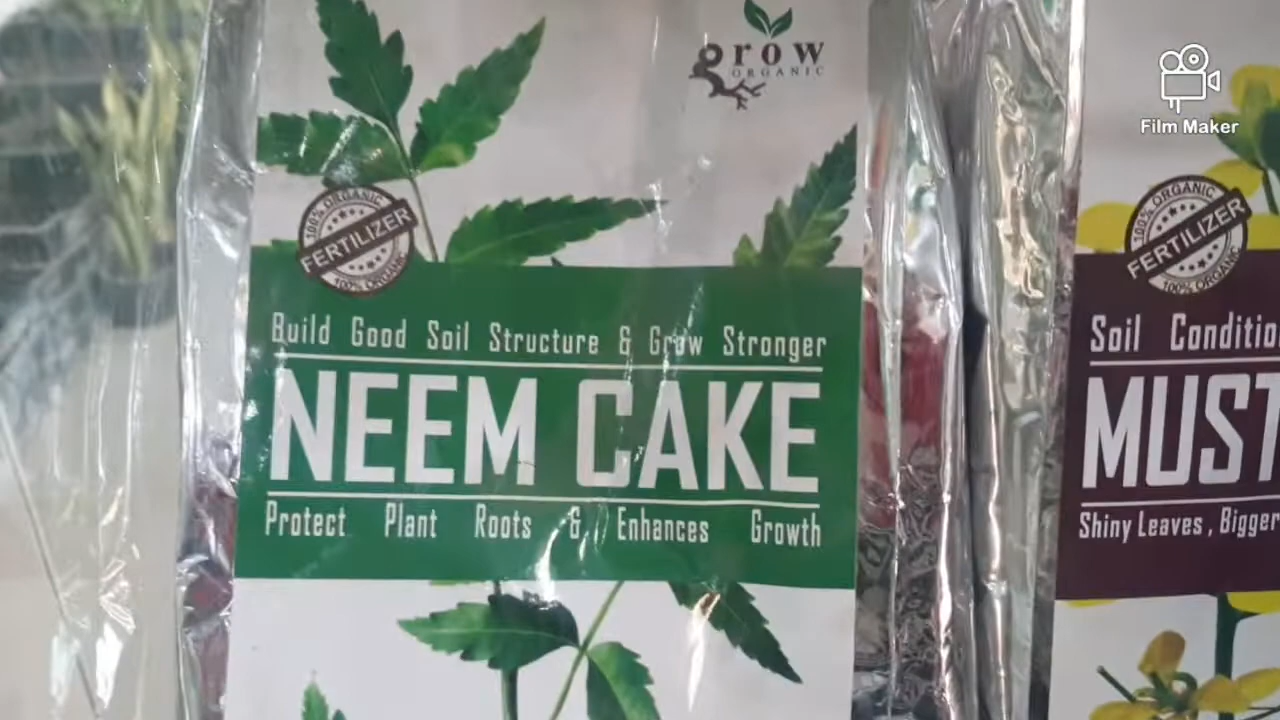 grow
ORGANIC
Film Maker
100% ORGANIC
FERTILIZER
100% ORGANIC
Build Good Soil Structure & Grow Stronger
NEEM CAKE
Protect Plant Roots & Enhances Growth
100% ORGANIC
FERTILIZER
100% ORGANIC
Soil
MUST
Shiny Leaves, Bigger